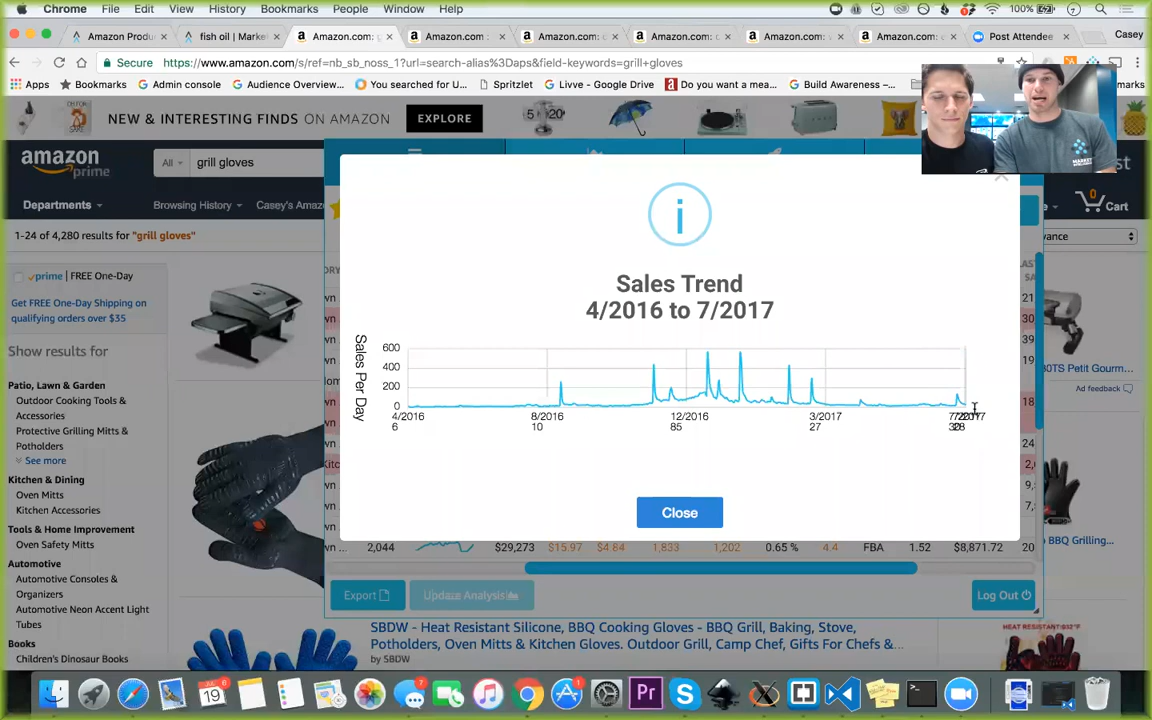 Chrome File Edit View History Bookmarks People Window Help 100%
Amazon Produ
fish oil | Marke
Amazon.com: g
Amazon.com :
Amazon.com: d
Amazon.com:
Amazon.com:
Amazon.com: c
Post Attendee
Casey
Secure https://www.amazon.com/s/ref=nb_sb_noss_1?url=search-alias%3Daps&field-keywords=grill+gloves
Apps Bookmarks Admin console Audience Overview... You searched for U... Spritzlet Livve - Google Drive Do you want a mea... Build Awareness –...
NEW & INTERESTING FINDS ON AMAZON EXPLORE
amazon prime
All grill gloves
Departments Browsing History Casey's Amaz
0 Cart
1-24 of 4,280 results for "grill gloves"
vance
prime | FREE One-Day
Get FREE One-Day Shipping on
qualifying orders over $35
Show results for
Patio, Lawn & Garden
Outdoor Cooking Tools &
Accessories
Protective Grilling Mitts &
Potholders
See more
Kitchen & Dining
Oven Mitts
Kitchen Accessories
Tools & Home Improvement
Oven Safety Mitts
Automotive
Automotive Consoles &
Organizers
Automotive Neon Accent Light
Tubes
Books
Children's Dinosaur Books
i
Sales Trend
4/2016 to 7/2017
Sales Per Day
600
400
200
0
4/2016 8/2016 12/2016 3/2017
6 10 85 27
Close
2,044 $29,273 $15.97 $4.84 1,833 1,202 0.65 % 4.4 FBA 1.52 $8,871.72 20
Export Update Analysis Log Out
SBDW - Heat Resistant Silicone, BBQ Cooking Gloves - BBQ Grill, Baking, Stove,
Potholders, Oven Mitts & Kitchen Gloves. Outdoor Grill, Camp Chef, Gifts For Chefs &...
by SBDW
0TS Petit Gourm...
Ad feedback
BBQ Grilling...
19
Pr